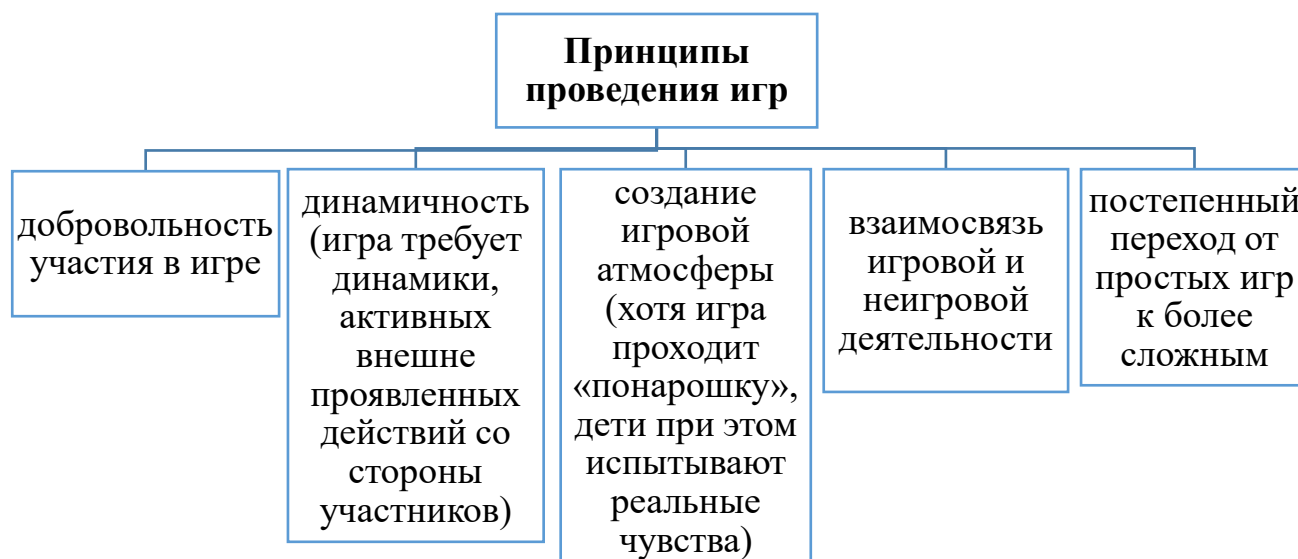 Принципы
проведения игр
добровольность
участия в игре
динамичность
(игра требует
динамики,
активных
внешне
проявленных
действий со
стороны
участников)
создание
игровой
атмосферы
(хотя игра
проходит
«понарошку»,
дети при этом
испытывают
реальные
чувства)
взаимосвязь
игровой и
неигровой
деятельности
постепенный
переход от
простых игр
к более
сложным